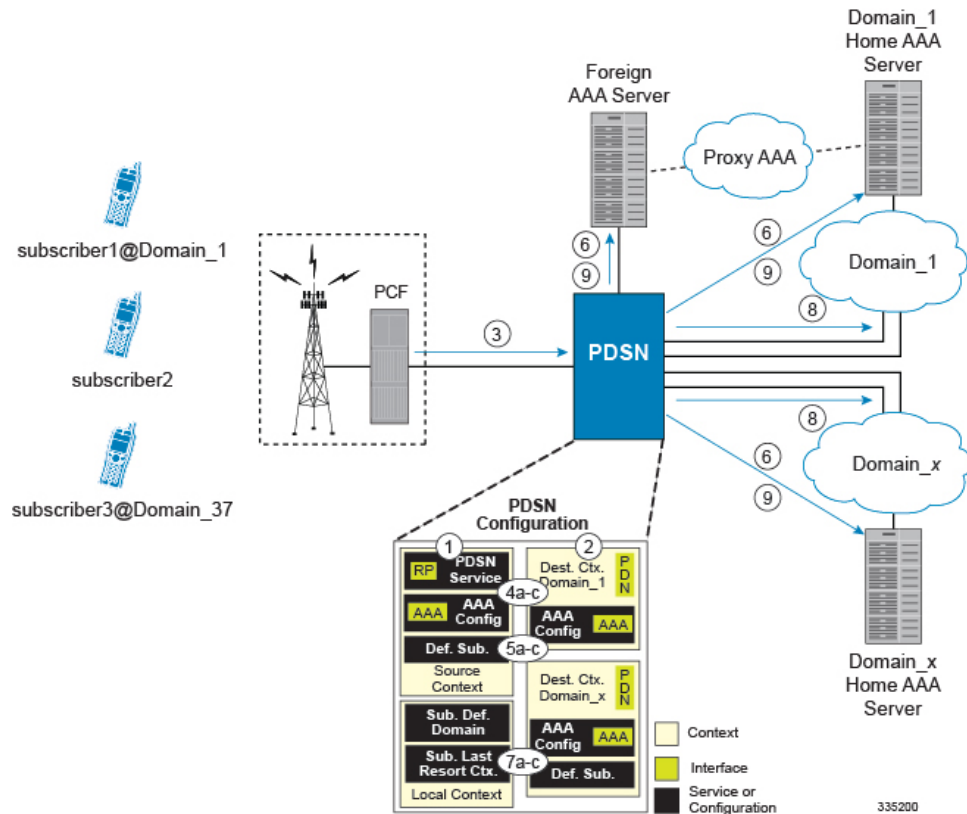 Domain_1
Home AAA
Server
Foreign
AAA Server
Proxy AAA
subscriber1@Domain_1
PCF
6
9
6
9
Domain_1
8
3
PDSN
subscriber2
8
6
9
Domain_x
subscriber3@Domain_37
PDSN
Configuration
1
2
RP
PDSN
Service
Dest. Ctx.
Domain_1
PDN
4a-c
AAA
AAA
Config
AAA
Config
AAA
Def. Sub.
5a-c
Source
Context
Dest. Ctx.
Domain_x
PDN
Sub. Def.
Domain
AAA
Config
AAA
Sub. Last
Resort Ctx.
7a-c
Def. Sub.
Local Context
Domain_x
Home AAA
Server
Context
Interface
Service or
Configuration
335200